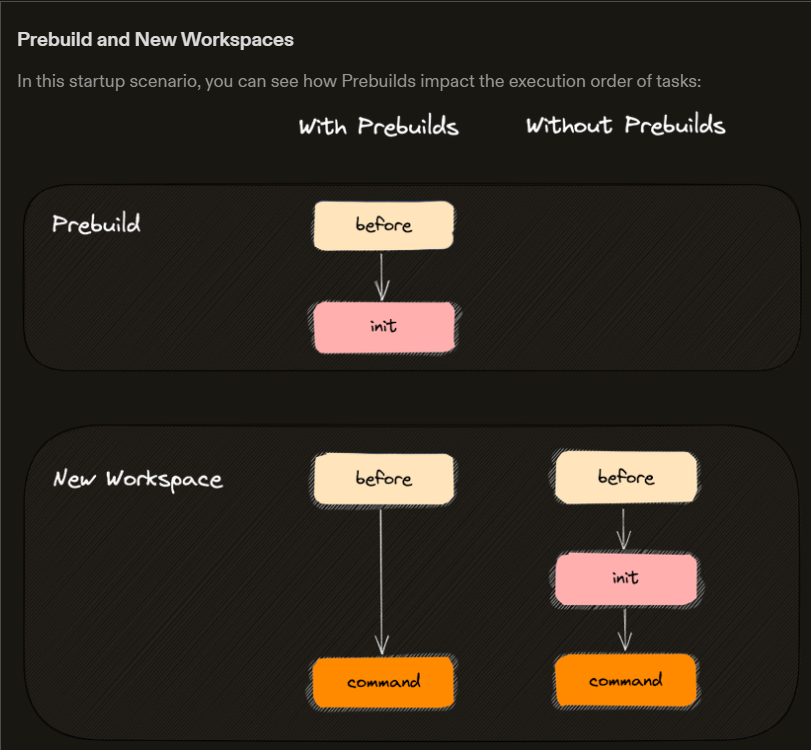 Prebuild and New Workspaces
In this startup scenario, you can see how Prebuilds impact the execution order of tasks:
With Prebuilds Without Prebuilds
Prebuild
before
init
New Workspace
before before
init
command command